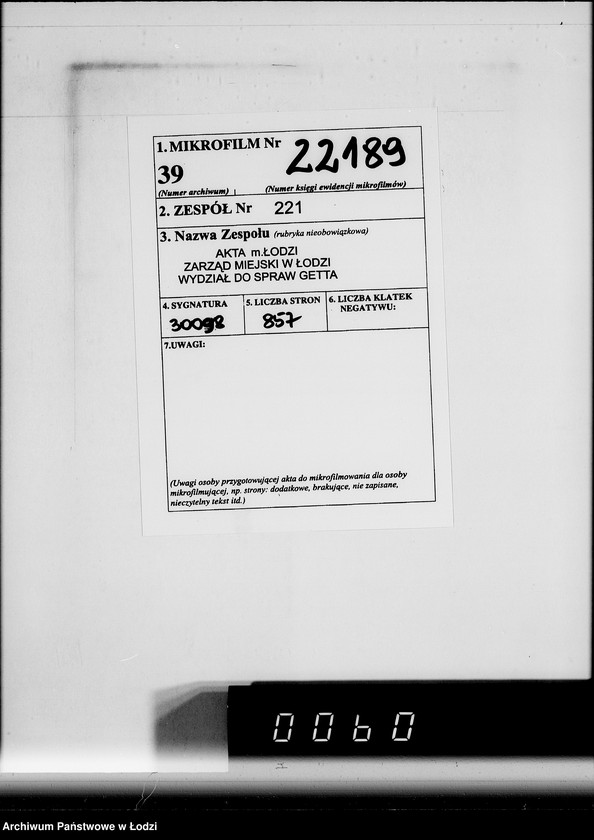 1. MIKROFILM Nr 22189
39
(Numer archiwum) (Numer księgi ewidencji mikrofilmów)
2. ZESPÓŁ Nr 221
3. Nazwa Zespołu (rubryka nieobowiązkowa)
AKTA m.ŁODZI
ZARZĄD MIEJSKI W ŁODZI
WYDZIAŁ DO SPRAW GETTA
4. SYGNATURA 5. LICZBA STRON 6. LICZBA KLATEK
NEGATYWU:
30098 857
7.UWAGI:
(Uwagi osoby przygotowującej akta do mikrofilmowania dla osoby
mikrofilmującej, np. strony: dodatkowe, brakujące, nie zapisane,
nieczytelny tekst itd.)
0060
Archiwum Państwowe w Łodzi